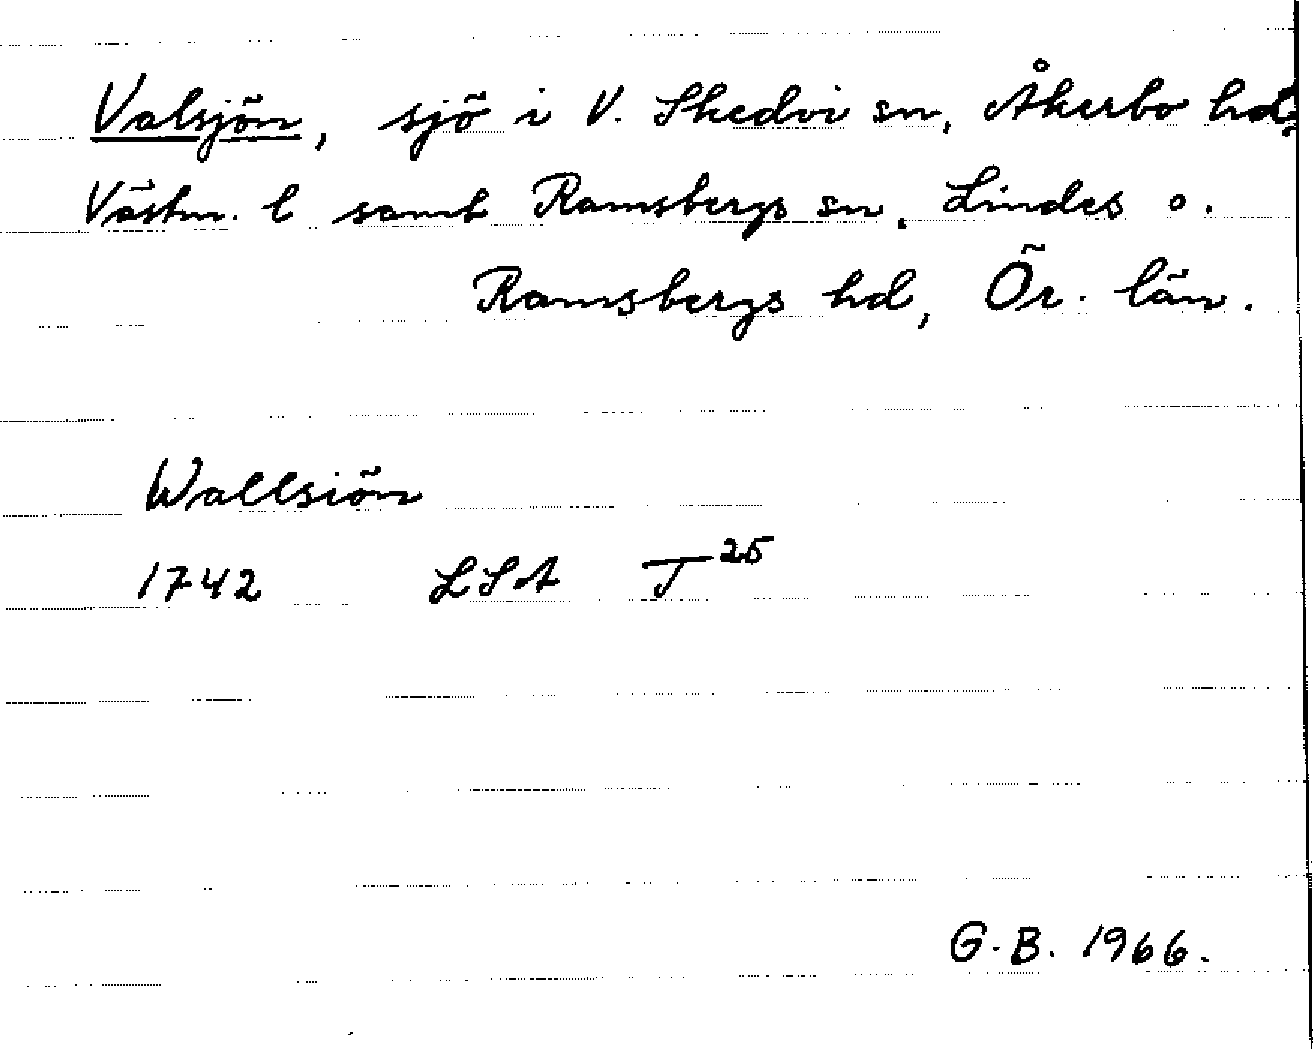 Valsjön, sjö i V. Skedvi sn, Åkerbo hd,
Västm. l samt Ramsbergs sn, Lindes o.
Ramsbergs hd, Ör. län.
Wallsiön
1742 LSA T 25
G.B. 1966.